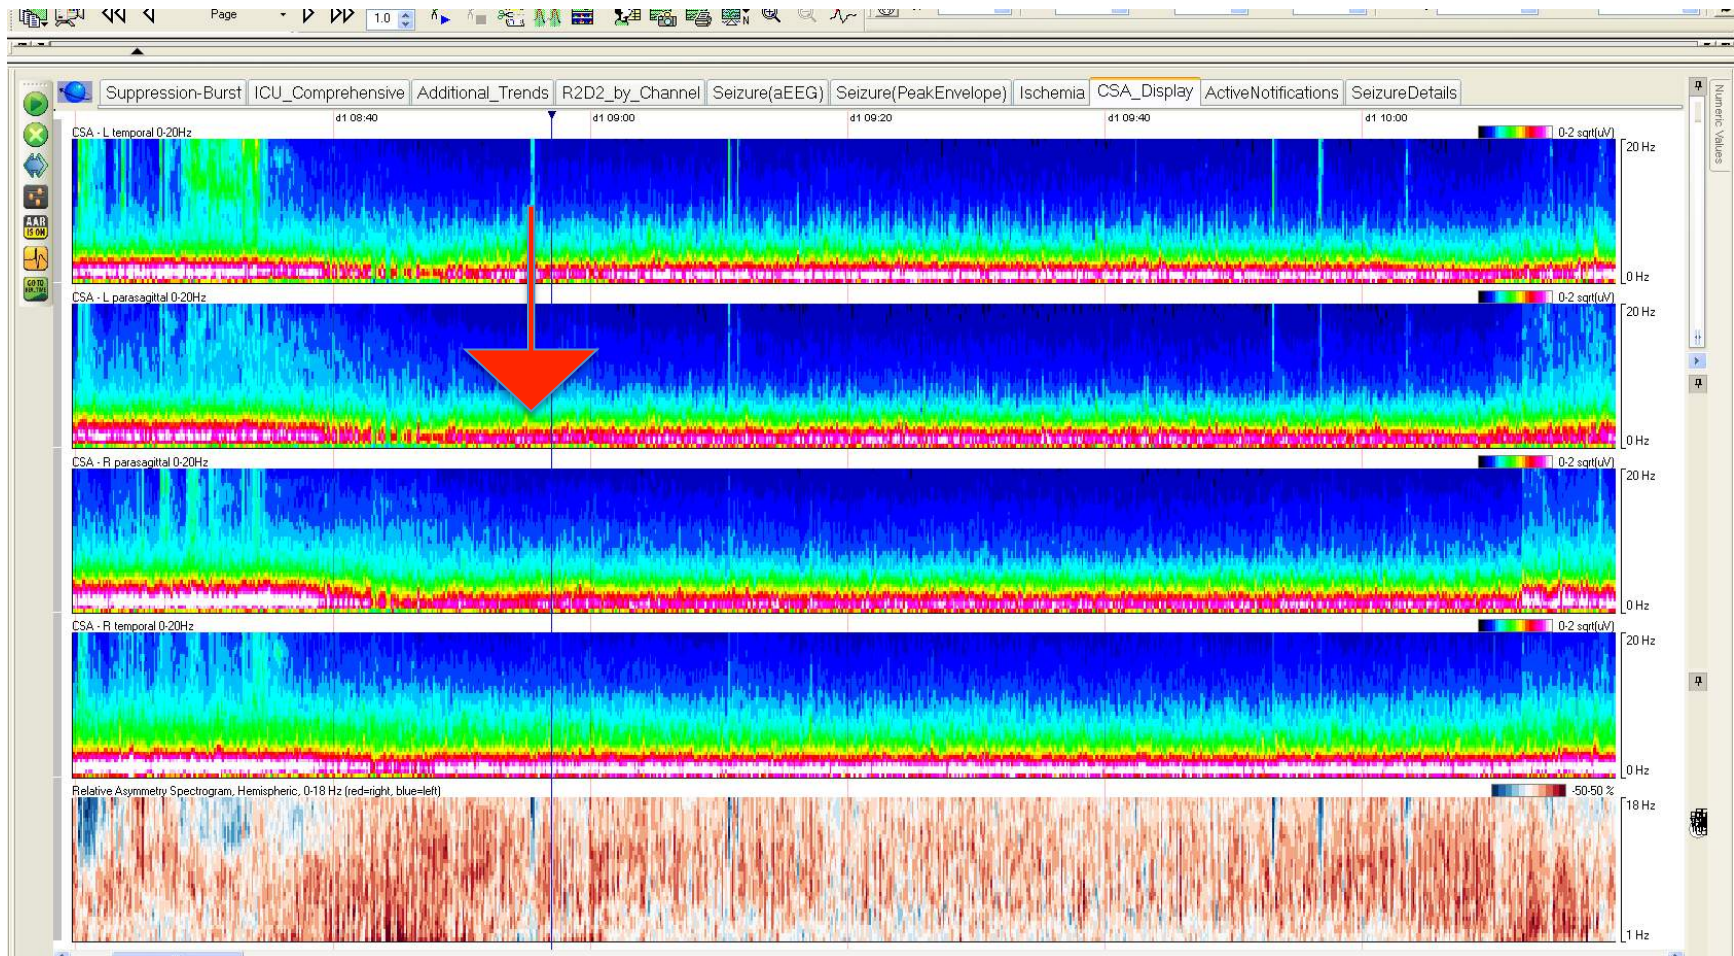 Page 1.0
Suppression-Burst ICU_Comprehensive Additional_Trends R2D2_by_Channel Seizure(aEEG) Seizure(PeakEnvelope) Ischemia CSA_Display ActiveNotifications SeizureDetails
Numeric Values
d1 08:40 d1 09:00 d1 09:20 d1 09:40 d1 10:00
CSA - L temporal 0-20Hz 0-2 sqrt(uV)
20 Hz
AAR
IS ON
GO TO
0 Hz
CSA - L parasagittal 0-20Hz 0-2 sqrt(uV)
20 Hz
0 Hz
CSA - R parasagittal 0-20Hz 0-2 sqrt(uV)
20 Hz
0 Hz
CSA - R temporal 0-20Hz 0-2 sqrt(uV)
20 Hz
0 Hz
Relative Asymmetry Spectrogram, Hemispheric, 0-18 Hz (red=right, blue=left) -50-50 %
18 Hz
1 Hz